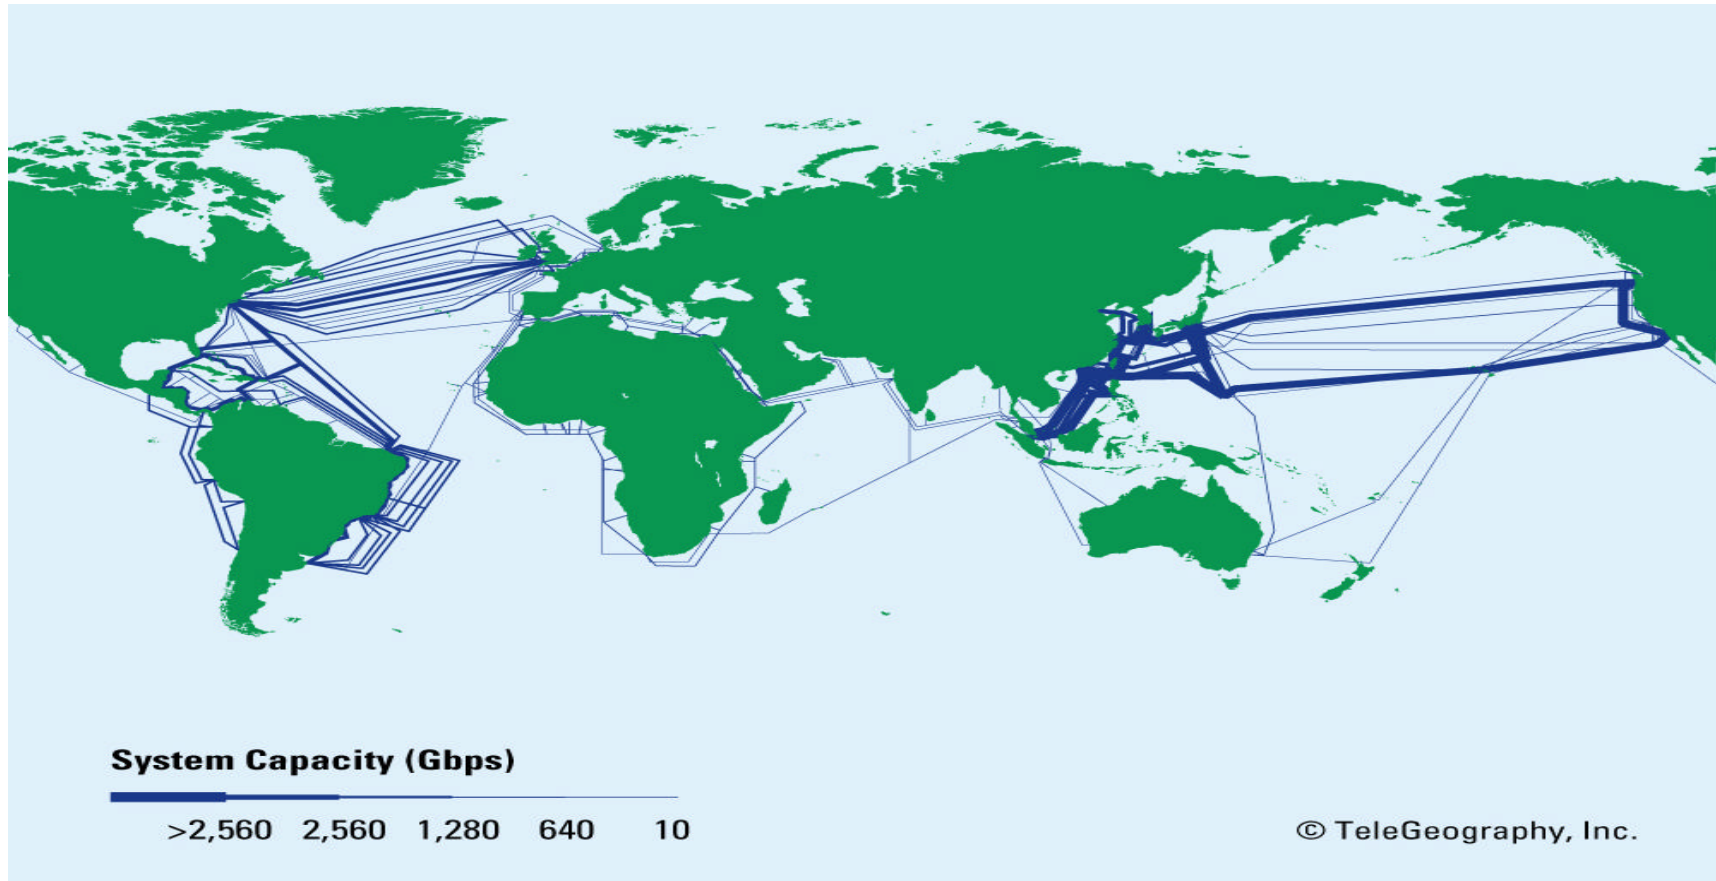 System Capacity (Gbps)
>2,560 2,560 1,280 640 10
© TeleGeography, Inc.